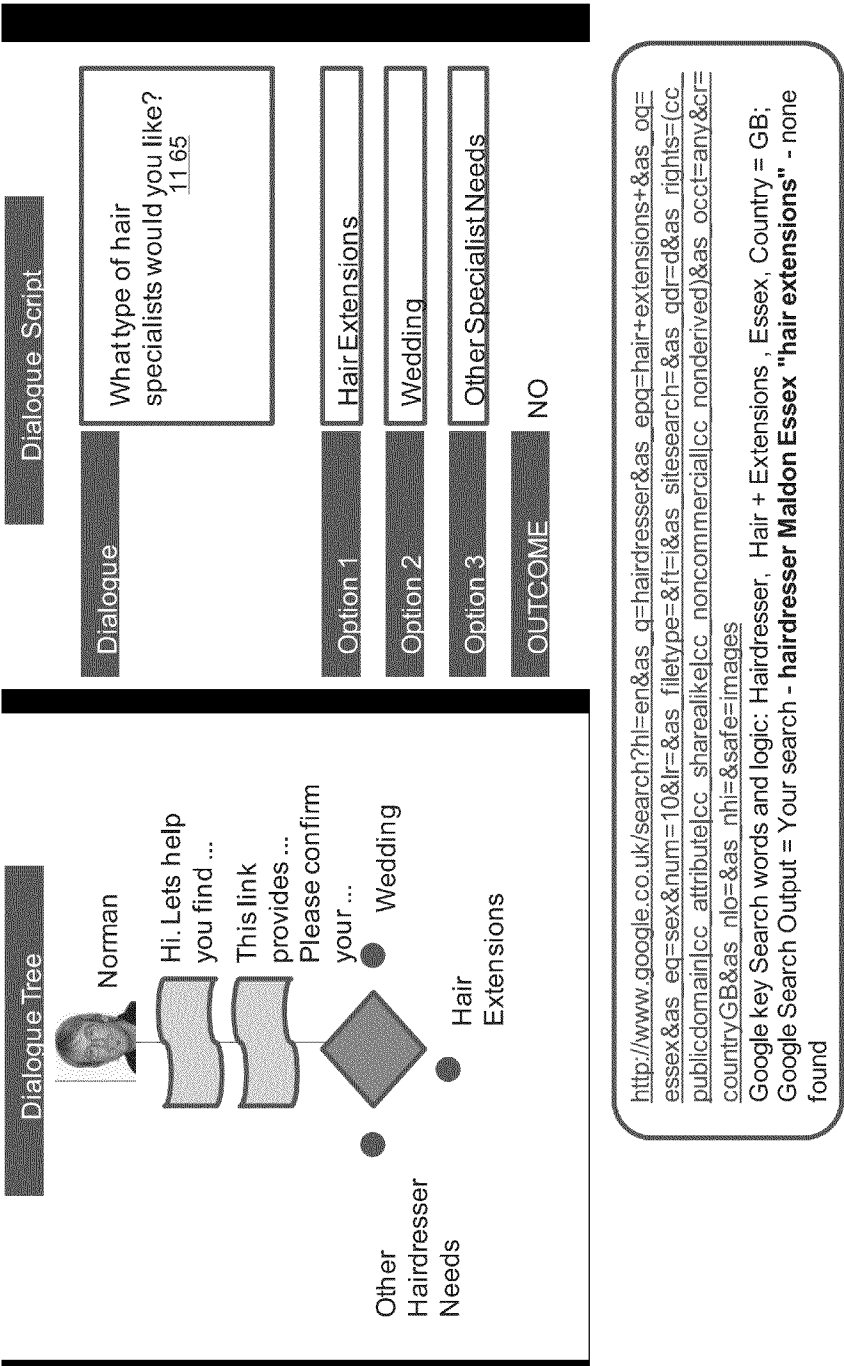 Dialogue Tree
Norman
Hi. Lets help
you find ...
This link
provides ...
Please confirm
your ...
Wedding
Hair
Extensions
Other
Hairdresser
Needs
Dialogue Script
Dialogue
What type of hair
specialists would you like?
11 65
Option 1
Hair Extensions
Option 2
Wedding
Option 3
Other Specialist Needs
OUTCOME
NO
http://www.google.co.uk/search?hl=en&as_q=hairdresser&as_epq=hair+extensions+&as_oq=
essex&as_eq=sex&num=10&lr=&as_filetype=&ft=i&as_sitesearch=&as_qdr=d&as_rights=(cc_
publicdomain|cc_attribute|cc_sharealike|cc_noncommercial|cc_nonderived)&as_occt=any&cr=
countryGB&as_nlo=&as_nhi=&safe=images
Google key Search words and logic: Hairdresser, Hair + Extensions , Essex, Country = GB;
Google Search Output = Your search - hairdresser Maldon Essex "hair extensions" - none
found